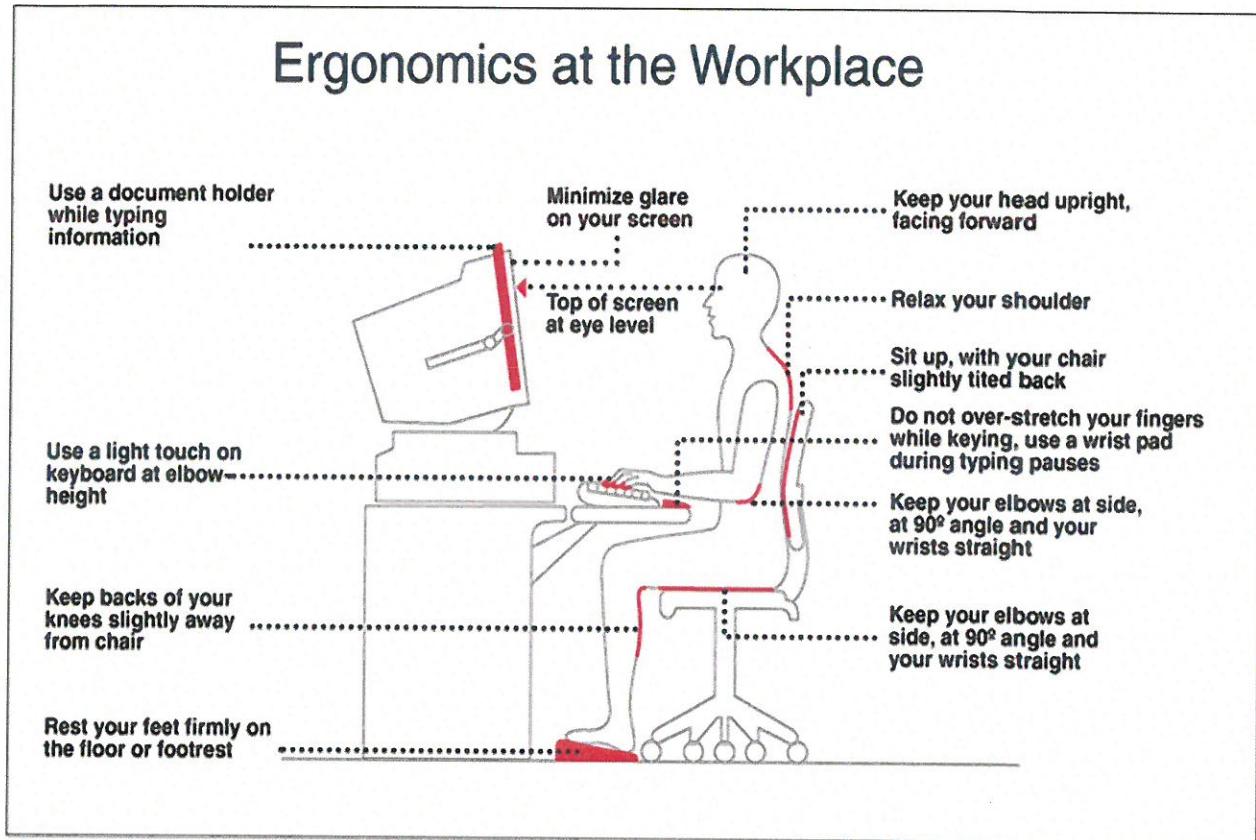 Ergonomics at the Workplace
Use a document holder
while typing
information
Minimize glare
on your screen
Keep your head upright,
facing forward
Top of screen
at eye level
Relax your shoulder
Sit up, with your chair
slightly tited back
Do not over-stretch your fingers
while keying, use a wrist pad
during typing pauses
Use a light touch on
keyboard at elbow
height
Keep your elbows at side,
at 90º angle and your
wrists straight
Keep backs of your
knees slightly away
from chair
Keep your elbows at
side, at 90º angle and
your wrists straight
Rest your feet firmly on
the floor or footrest